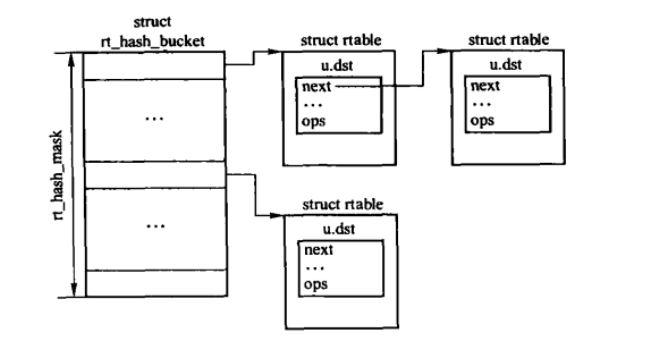 struct
rt_hash_bucket
struct rtable
struct rtable
u.dst
u.dst
next
next
...
...
ops
ops
...
rt_hash_mask
struct rtable
u.dst
next
...
ops
...